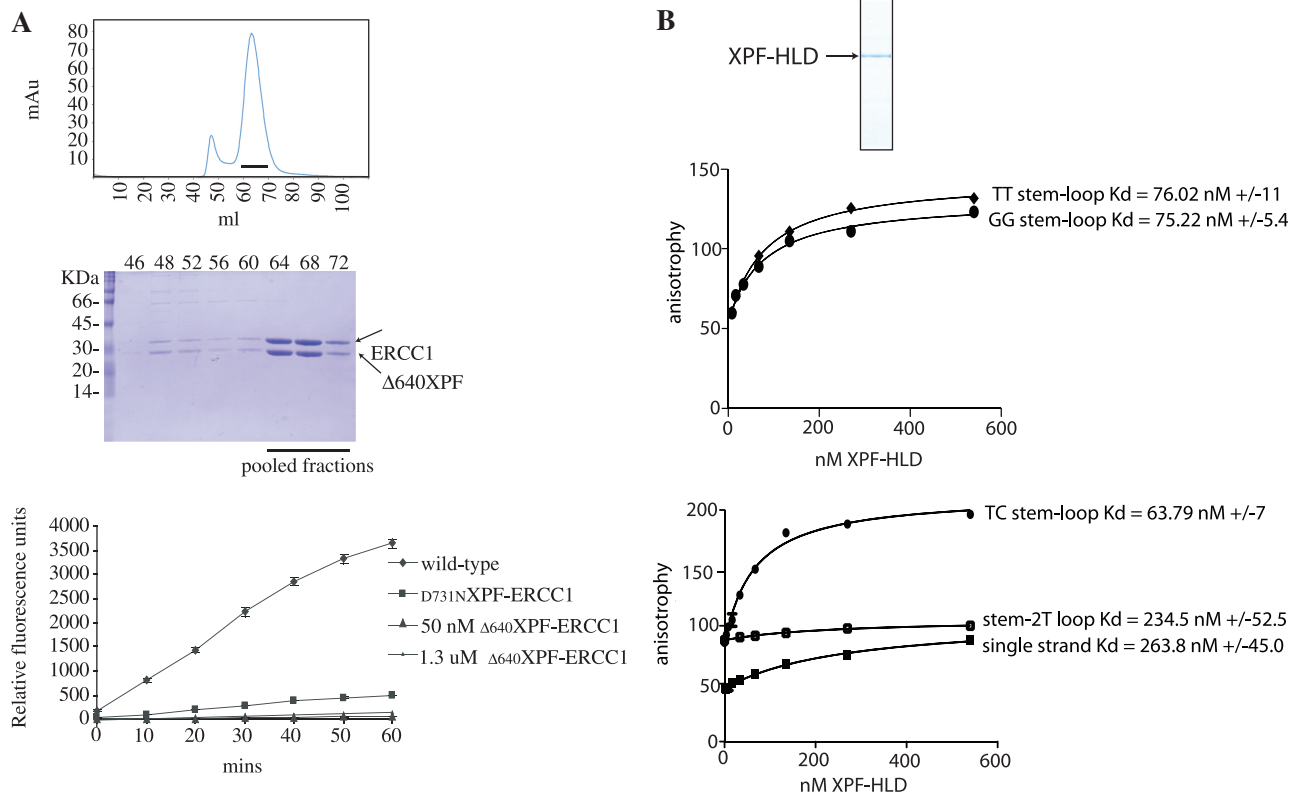 A
mAu
80
70
60
50
40
30
20
10
10 20 30 40 50 60 70 80 90 100
ml
46 48 52 56 60 64 68 72
KDa
66-
45-
30-
20-
14-
ERCC1
Δ640XPF
pooled fractions
Relative fluorescence units
4000
3500
3000
2500
2000
1500
1000
500
0
0 10 20 30 40 50 60
mins
wild-type
D731NXPF-ERCC1
50 nM Δ640XPF-ERCC1
1.3 uM Δ640XPF-ERCC1
B
XPF-HLD
anisotrophy
150
100
50
0
0 200 400 600
nM XPF-HLD
TT stem-loop Kd = 76.02 nM +/-11
GG stem-loop Kd = 75.22 nM +/-5.4
anisotrophy
200
150
100
50
0
0 200 400 600
nM XPF-HLD
TC stem-loop Kd = 63.79 nM +/-7
stem-2T loop Kd = 234.5 nM +/-52.5
single strand Kd = 263.8 nM +/-45.0